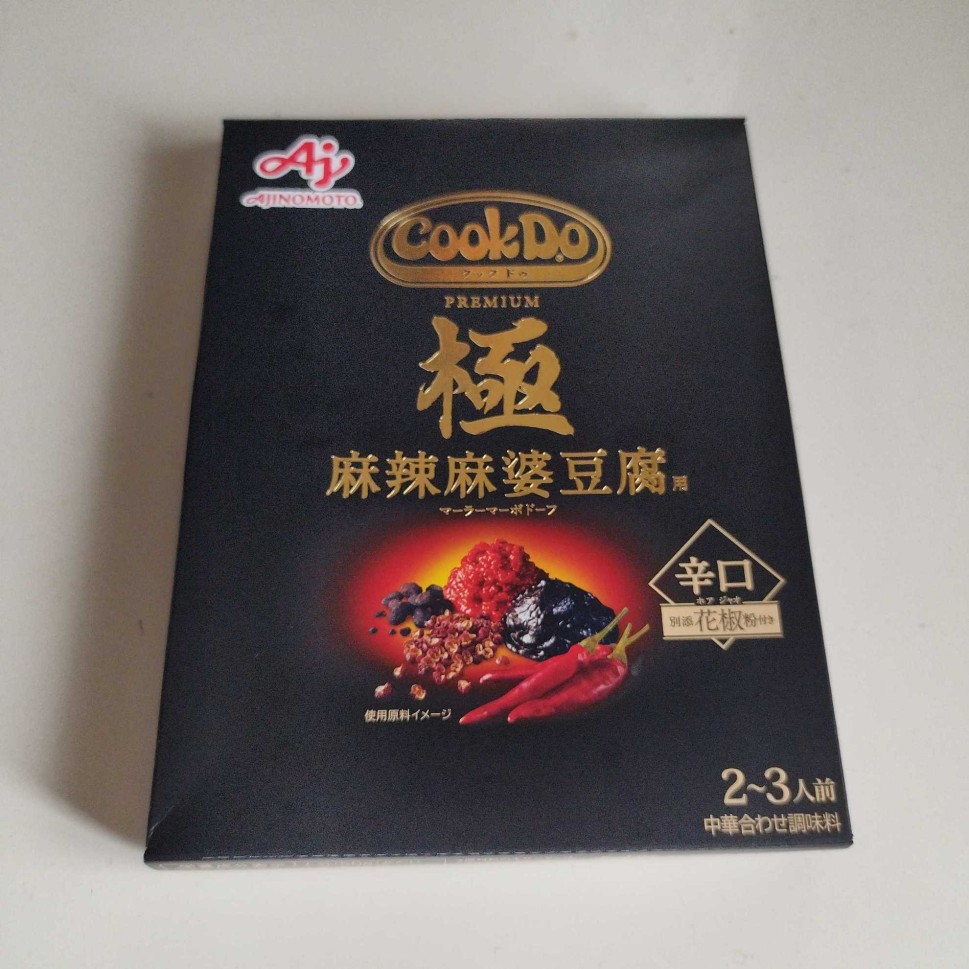 Aj
AJINOMOTO
CookDo
クックドゥ
PREMIUM
極
麻辣麻婆豆腐用
マーラーマーボドーフ
辛口
ホアジャオ
別添花椒粉付き
使用原料イメージ
2~3人前
中華合わせ調味料